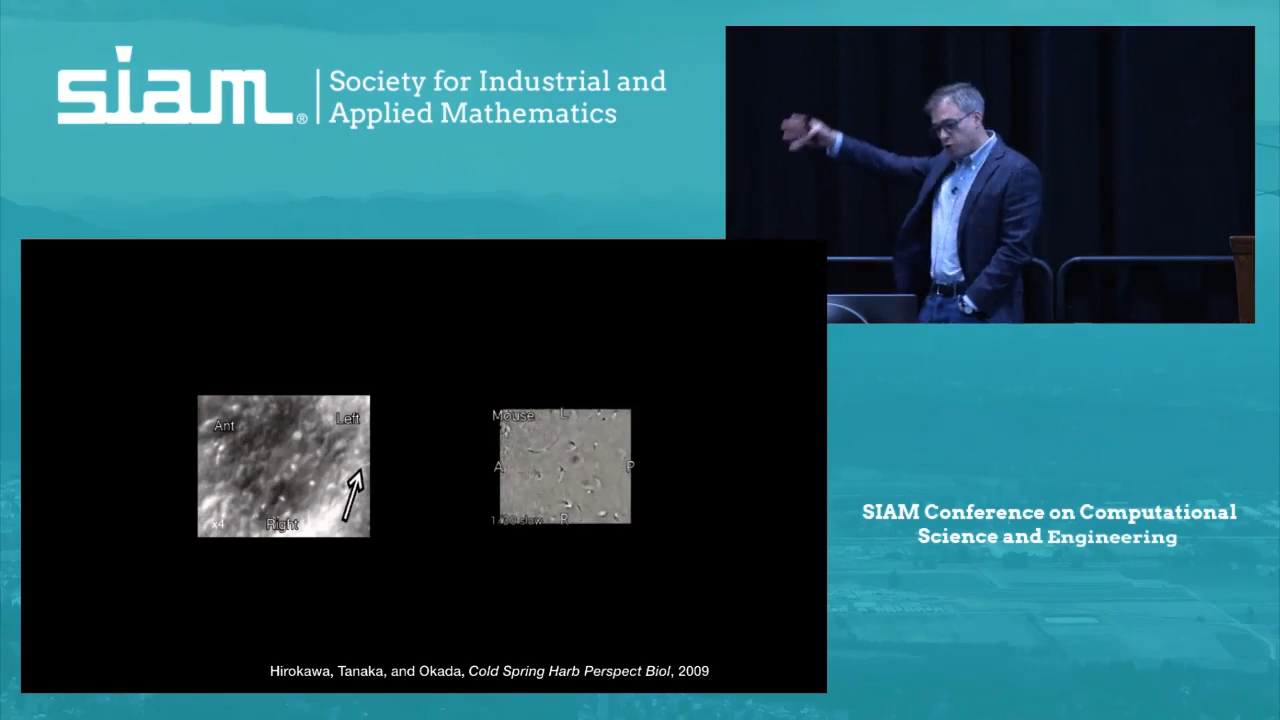 siam®
Society for Industrial and
Applied Mathematics
Ant
Left
x4
Right
Mouse
L
A
P
R
slow
Hirokawa, Tanaka, and Okada, Cold Spring Harb Perspect Biol, 2009
SIAM Conference on Computational
Science and Engineering